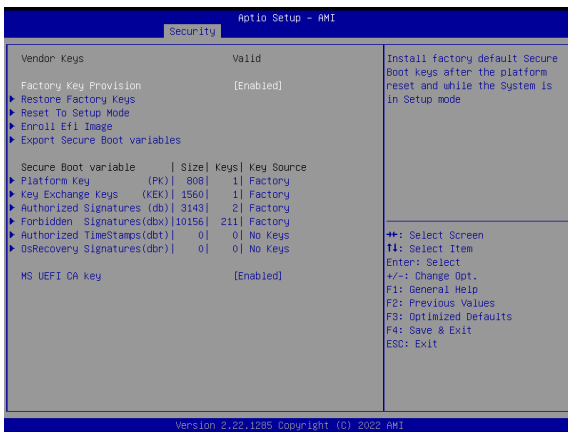 Aptio Setup - AMI
Security
Vendor Keys Valid
Factory Key Provision [Enabled]
Restore Factory Keys
Reset To Setup Mode
Enroll Efi Image
Export Secure Boot variables
Secure Boot variable | Size| Keys| Key Source
Platform Key (PK)| 808| 1| Factory
Key Exchange Keys (KEK)| 1560| 1| Factory
Authorized Signatures (db)| 3143| 2| Factory
Forbidden Signatures(dbx)|10156| 211| Factory
Authorized TimeStamps(dbt)| 0| 0| No Keys
OsRecovery Signatures(dbr)| 0| 0| No Keys
MS UEFI CA key [Enabled]
Install factory default Secure
Boot keys after the platform
reset and while the System is
in Setup mode
→←: Select Screen
↑↓: Select Item
Enter: Select
+/-: Change Opt.
F1: General Help
F2: Previous Values
F3: Optimized Defaults
F4: Save & Exit
ESC: Exit
Version 2.22.1285 Copyright (C) 2022 AMI